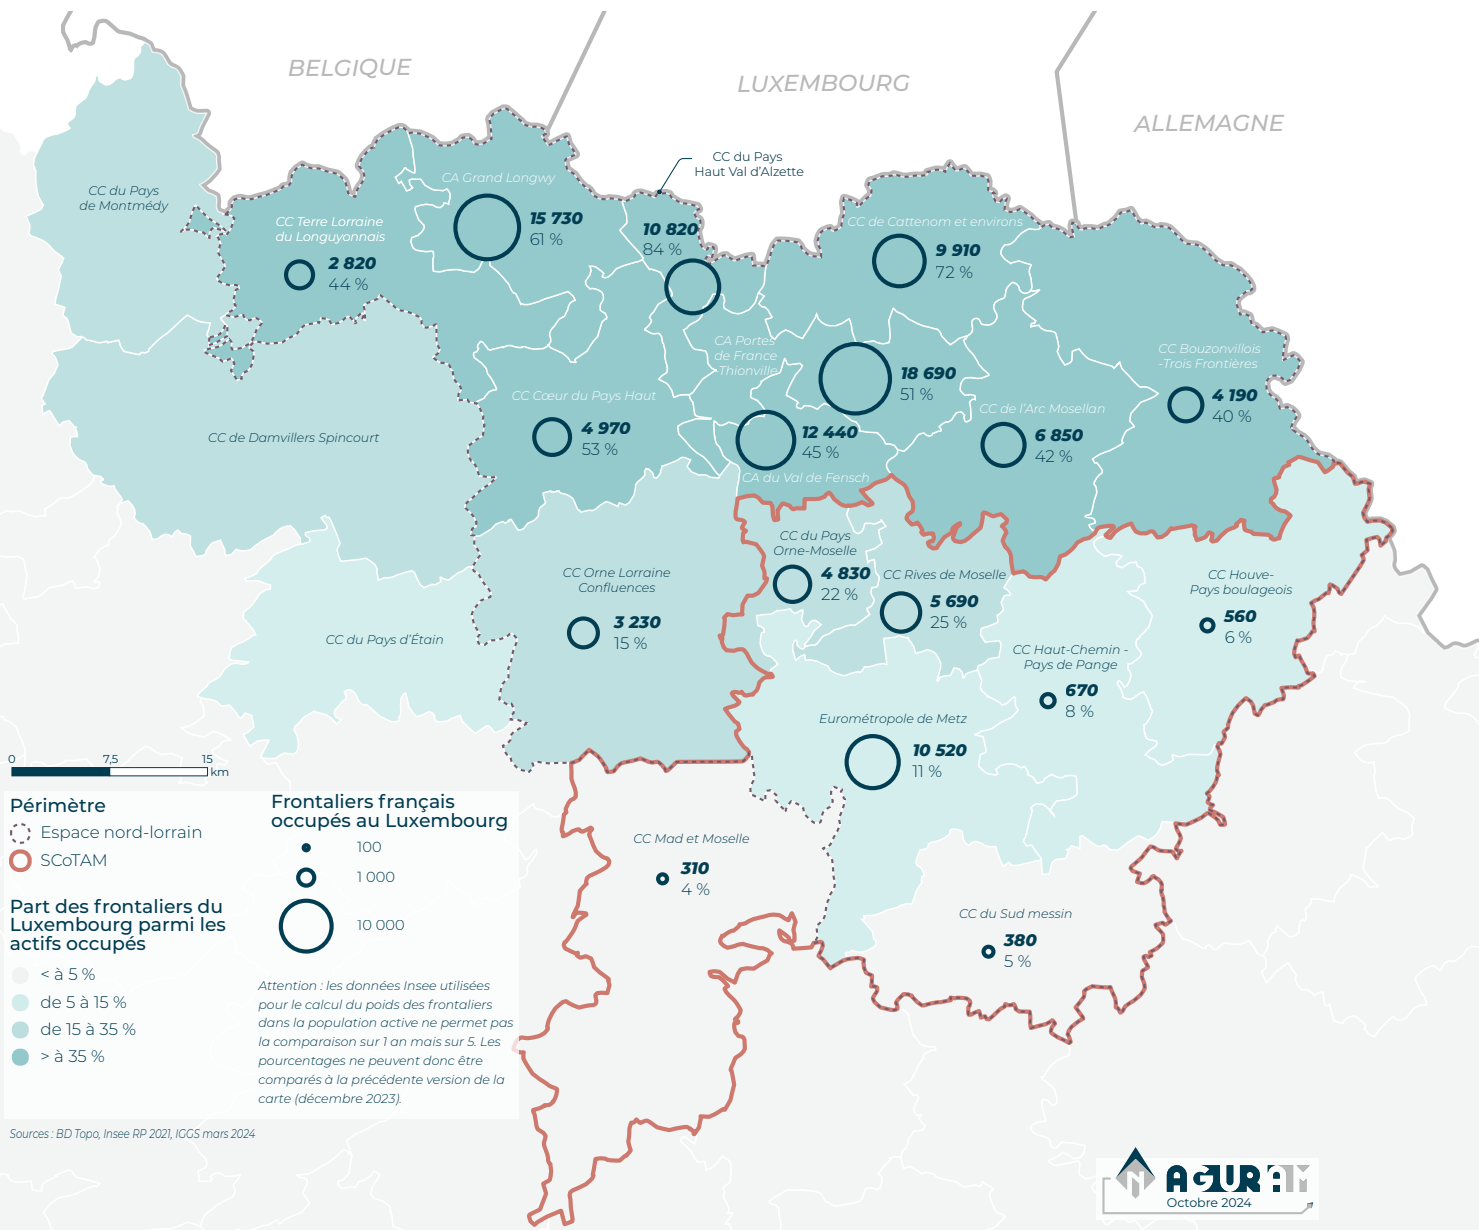 BELGIQUE
LUXEMBOURG
ALLEMAGNE
CC du Pays
Haut Val d'Alzette
CC du Pays
de Montmédy
CA Grand Longwy
15 730
61 %
CC Terre Lorraine
du Longuyonnais
2 820
44 %
10 820
84 %
CC de Cattenom et environs
9 910
72 %
CA Portes
de France
-Thionville
18 690
51 %
CC Bouzonvillois
-Trois Frontières
4 190
40 %
CC Cœur du Pays Haut
4 970
53 %
CC de l'Arc Mosellan
6 850
42 %
12 440
45 %
CA du Val de Fensch
CC de Damvillers Spincourt
CC du Pays
Orne-Moselle
4 830
22 %
CC Rives de Moselle
5 690
25 %
CC Orne Lorraine
Confluences
3 230
15 %
CC Houve-
Pays boulageois
560
6 %
CC du Pays d'Étain
CC Haut-Chemin -
Pays de Pange
670
8 %
Eurométropole de Metz
10 520
11 %
CC Mad et Moselle
310
4 %
CC du Sud messin
380
5 %
0 7,5 15
km
Périmètre
Espace nord-lorrain
SCoTAM
Part des frontaliers du
Luxembourg parmi les
actifs occupés
< à 5 %
de 5 à 15 %
de 15 à 35 %
> à 35 %
Frontaliers français
occupés au Luxembourg
100
1 000
10 000
Attention : les données Insee utilisées
pour le calcul du poids des frontaliers
dans la population active ne permet pas
la comparaison sur 1 an mais sur 5. Les
pourcentages ne peuvent donc être
comparés à la précédente version de la
carte (décembre 2023).
Sources : BD Topo, Insee RP 2021, IGGS mars 2024
N
AGURAM
Octobre 2024